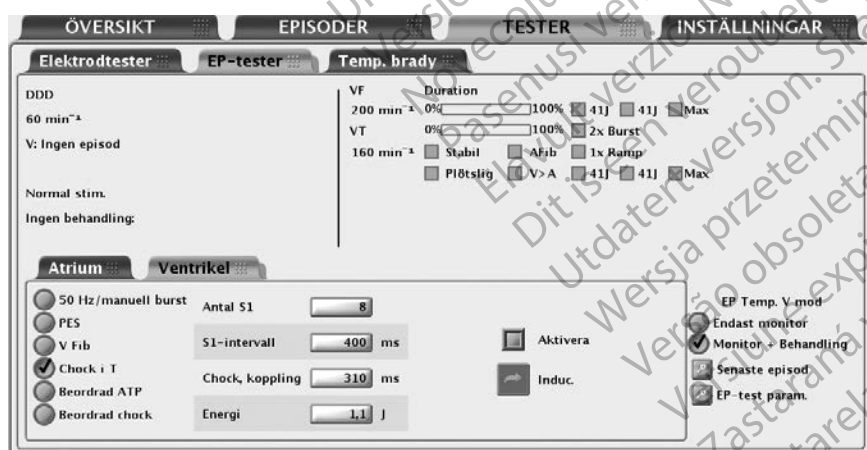 ÖVERSIKT EPISODER TESTER INSTÄLLNINGAR
Elektrodtester EP-tester Temp. brady
DDD
60 min⁻¹
V: Ingen episod
Normal stim.
Ingen behandling:
VF Duration
200 min⁻¹ 0% 100% 41J 41J Max
VT 0% 100% 2x Burst
160 min⁻¹ Stabil AFib 1x Ramp
Plötslig V>A 41J 41J Max
Atrium Ventrikel
50 Hz/manuell burst
PES
V Fib
Chock i T
Beordrad ATP
Beordrad chock
Antal S1 8
S1-intervall 400 ms
Chock, koppling 310 ms
Energi 1,1 J
Aktivera
Induc.
EP Temp. V mod
Endast monitor
Monitor + Behandling
Senaste episod
EP-test param.
Dit is een